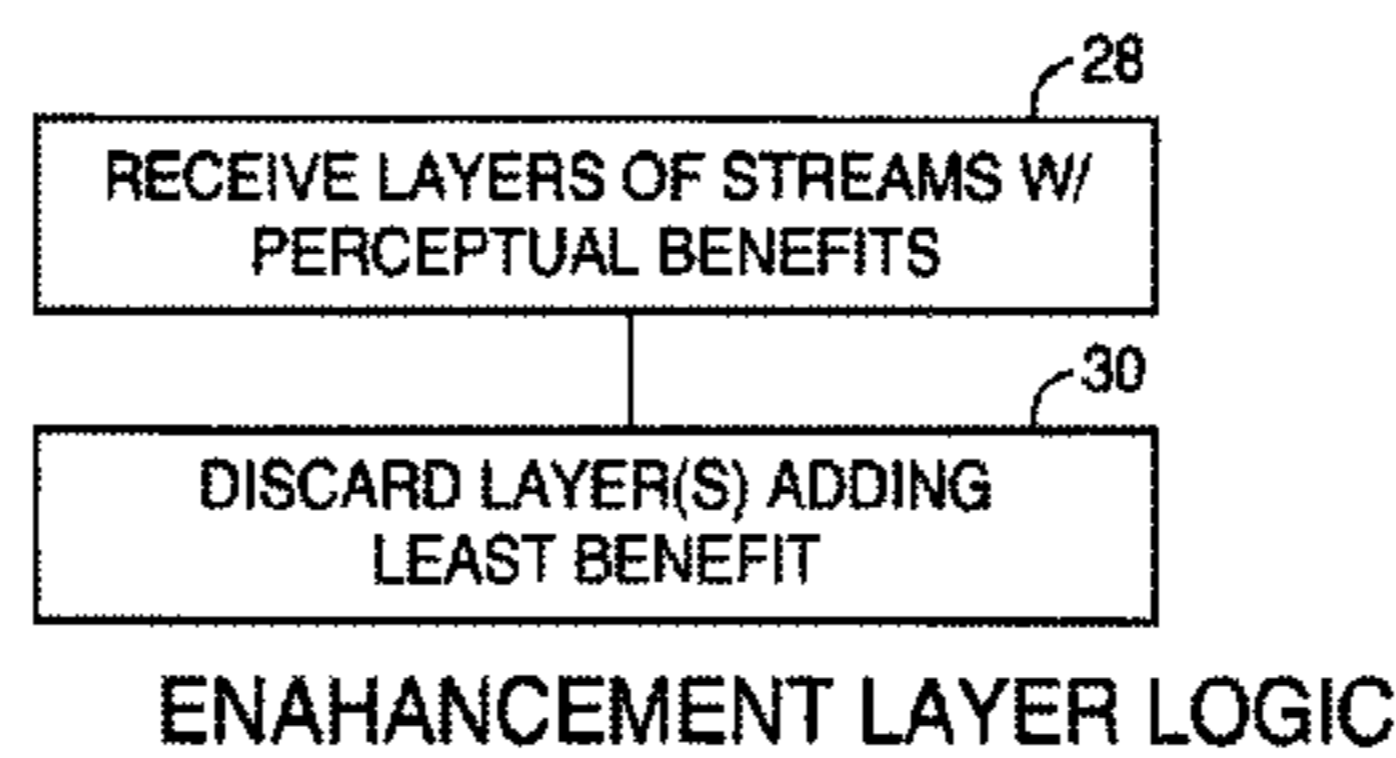 28
RECEIVE LAYERS OF STREAMS W/
PERCEPTUAL BENEFITS
30
DISCARD LAYER(S) ADDING
LEAST BENEFIT
ENAHANCEMENT LAYER LOGIC